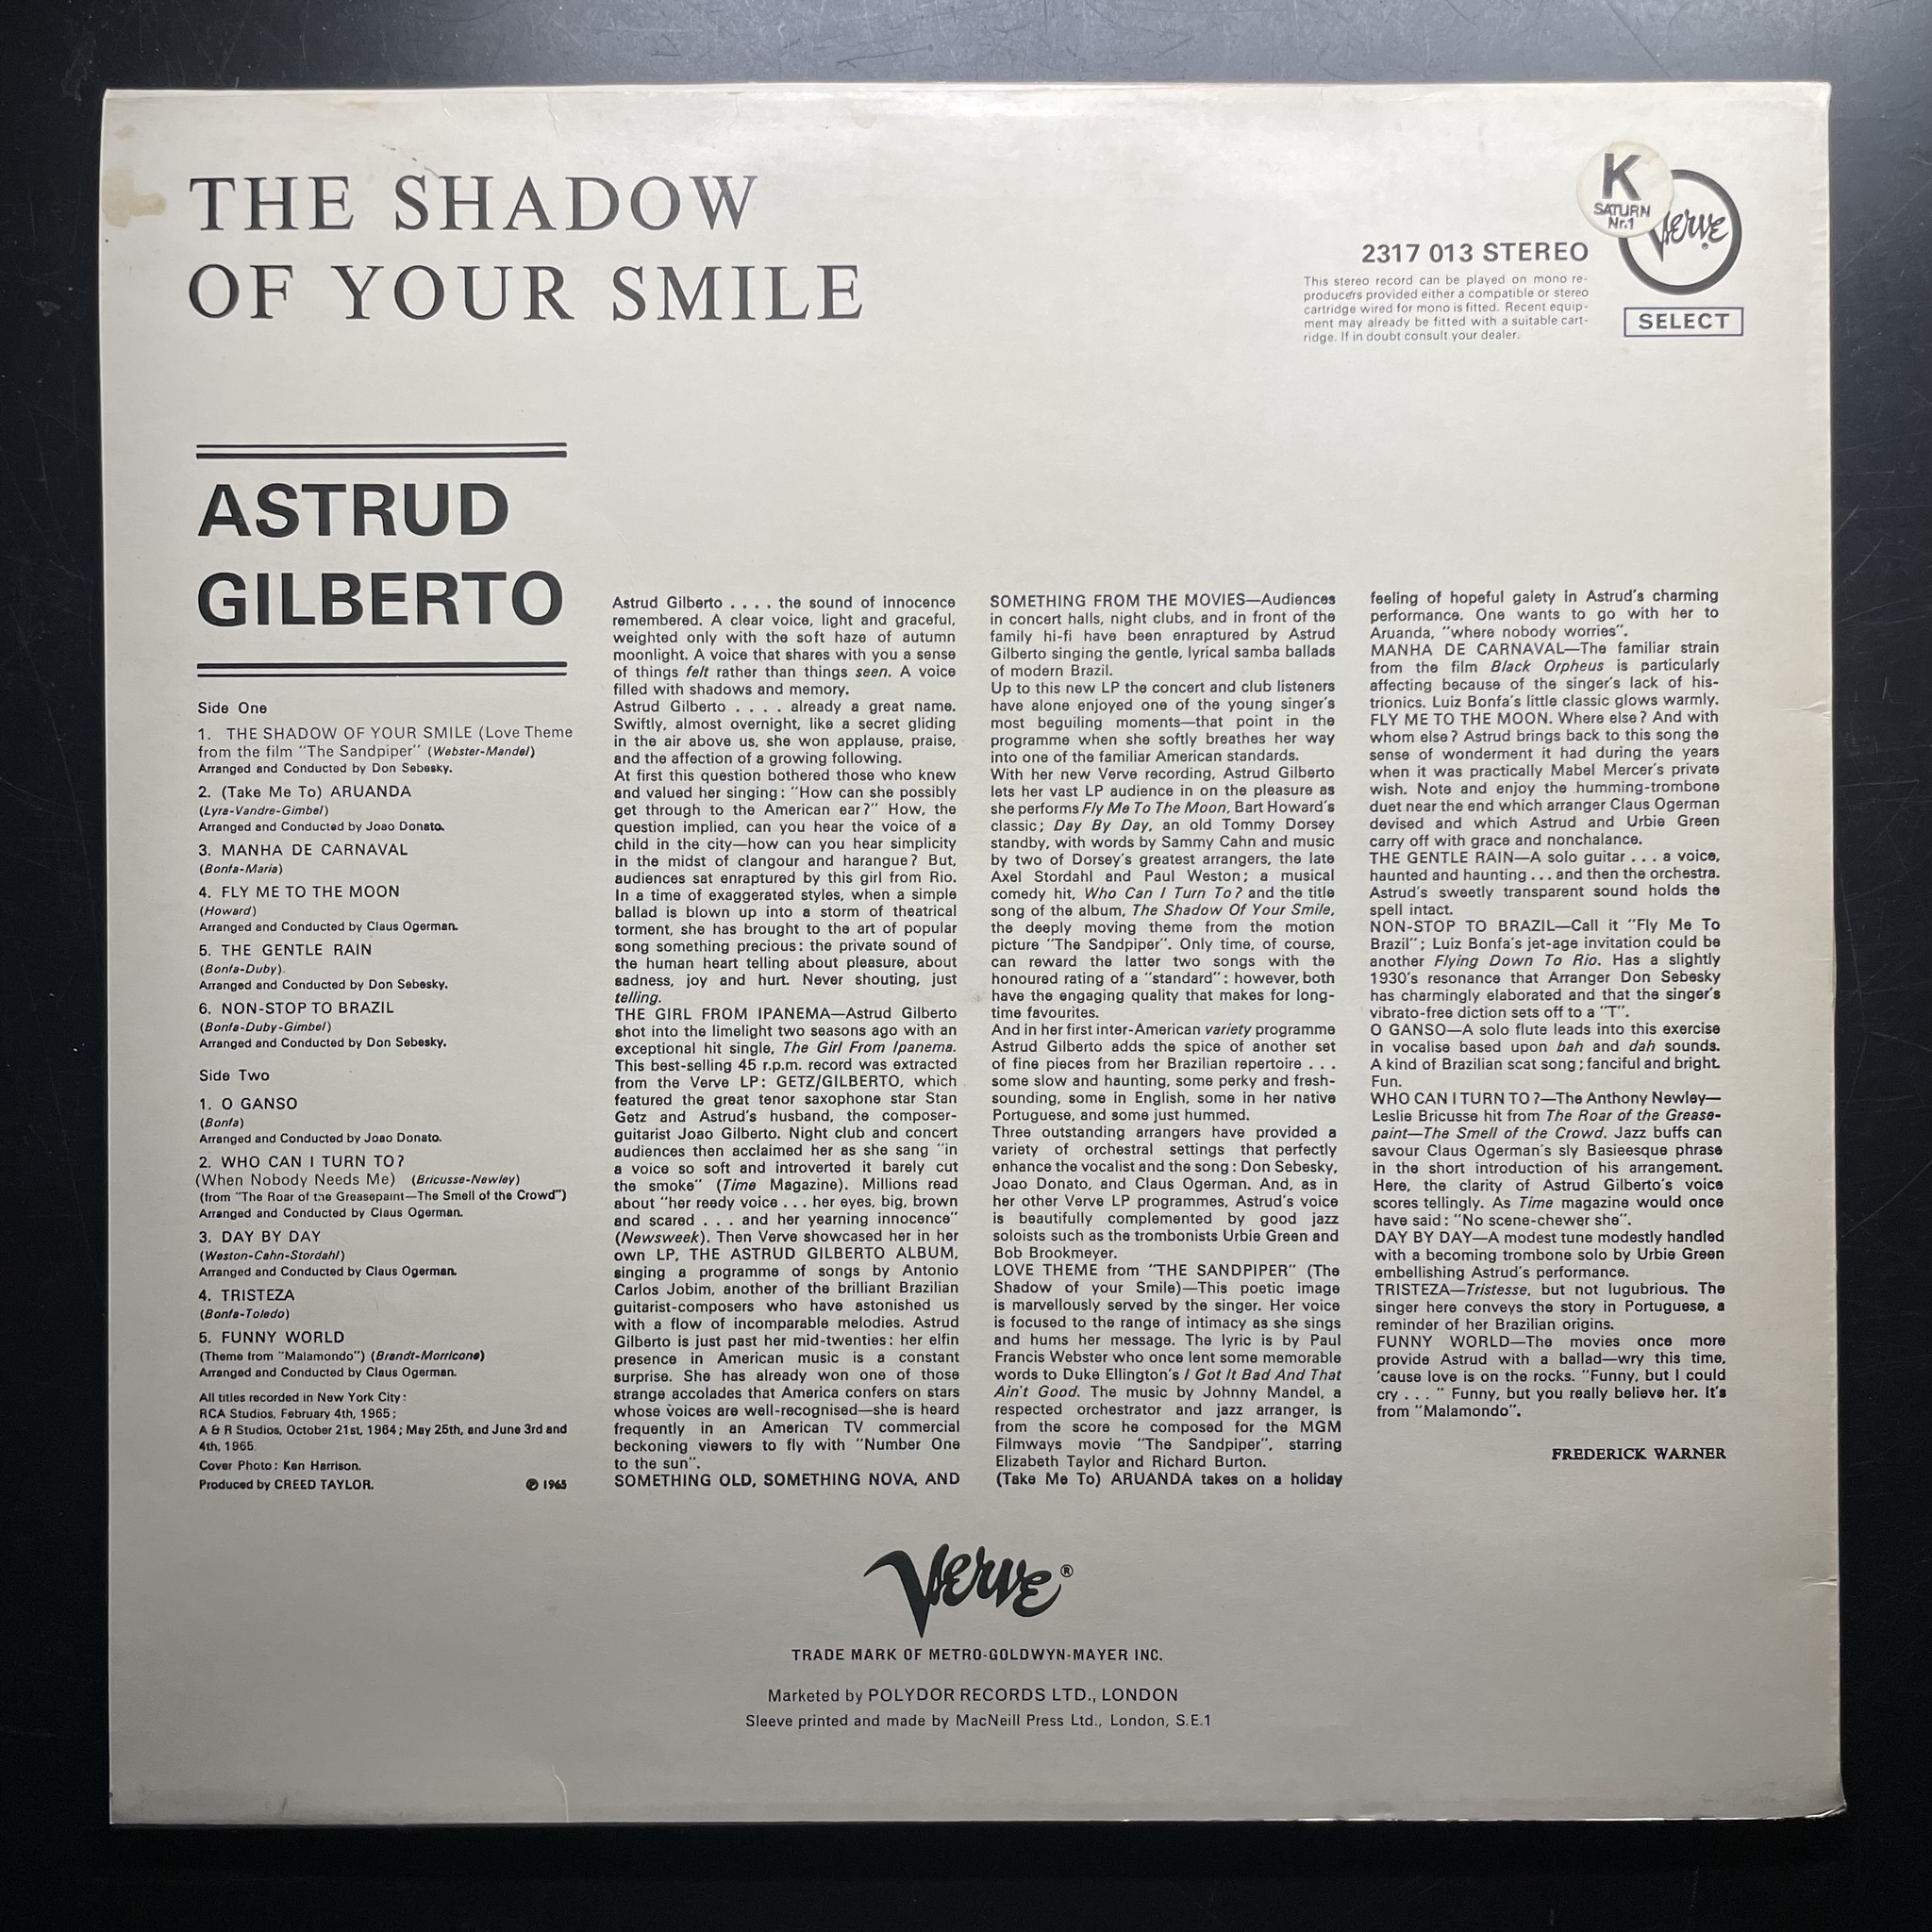 THE SHADOW
OF YOUR SMILE
K
SATURN
Nr.1
Verve
2317 013 STEREO
This stereo record can be played on mono re-
producers provided either a compatible or stereo
cartridge wired for mono is fitted. Recent equip-
ment may already be fitted with a suitable cart-
ridge. If in doubt consult your dealer.
SELECT
ASTRUD
GILBERTO
Side One
1. THE SHADOW OF YOUR SMILE (Love Theme
from the film "The Sandpiper" (Webster-Mandel)
Arranged and Conducted by Don Sebesky.
2. (Take Me To) ARUANDA
(Lyra-Vandre-Gimbel)
Arranged and Conducted by Joao Donato.
3. MANHA DE CARNAVAL
(Bonfa-Maria)
4. FLY ME TO THE MOON
(Howard)
Arranged and Conducted by Claus Ogerman.
5. THE GENTLE RAIN
(Bonfa-Duby).
Arranged and Conducted by Don Sebesky.
6. NON-STOP TO BRAZIL
(Bonfa-Duby-Gimbel)
Arranged and Conducted by Don Sebesky.
Side Two
1. O GANSO
(Bonfa)
Arranged and Conducted by Joao Donato.
2. WHO CAN I TURN TO?
(When Nobody Needs Me) (Bricusse-Newley)
(from "The Roar of the Greasepaint—The Smell of the Crowd")
Arranged and Conducted by Claus Ogerman.
3. DAY BY DAY
(Weston-Cahn-Stordahl)
Arranged and Conducted by Claus Ogerman.
4. TRISTEZA
(Bonfa-Toledo)
5. FUNNY WORLD
(Theme from "Malamondo") (Brandt-Morricone)
Arranged and Conducted by Claus Ogerman.
All titles recorded in New York City:
RCA Studios, February 4th, 1965;
A & R Studios, October 21st, 1964; May 25th, and June 3rd and
4th, 1965.
Cover Photo: Ken Harrison.
Produced by CREED TAYLOR.
℗ 1965
Astrud Gilberto . . . . the sound of innocence
remembered. A clear voice, light and graceful,
weighted only with the soft haze of autumn
moonlight. A voice that shares with you a sense
of things felt rather than things seen. A voice
filled with shadows and memory.
Astrud Gilberto . . . . already a great name.
Swiftly, almost overnight, like a secret gliding
in the air above us, she won applause, praise,
and the affection of a growing following.
At first this question bothered those who knew
and valued her singing: "How can she possibly
get through to the American ear?" How, the
question implied, can you hear the voice of a
child in the city—how can you hear simplicity
in the midst of clangour and harangue? But,
audiences sat enraptured by this girl from Rio.
In a time of exaggerated styles, when a simple
ballad is blown up into a storm of theatrical
torment, she has brought to the art of popular
song something precious: the private sound of
the human heart telling about pleasure, about
sadness, joy and hurt. Never shouting, just
telling.
THE GIRL FROM IPANEMA—Astrud Gilberto
shot into the limelight two seasons ago with an
exceptional hit single, The Girl From Ipanema.
This best-selling 45 r.p.m. record was extracted
from the Verve LP: GETZ/GILBERTO, which
featured the great tenor saxophone star Stan
Getz and Astrud's husband, the composer-
guitarist Joao Gilberto. Night club and concert
audiences then acclaimed her as she sang "in
a voice so soft and introverted it barely cut
the smoke" (Time Magazine). Millions read
about "her reedy voice . . . her eyes, big, brown
and scared . . . and her yearning innocence"
(Newsweek). Then Verve showcased her in her
own LP, THE ASTRUD GILBERTO ALBUM,
singing a programme of songs by Antonio
Carlos Jobim, another of the brilliant Brazilian
guitarist-composers who have astonished us
with a flow of incomparable melodies. Astrud
Gilberto is just past her mid-twenties: her elfin
presence in American music is a constant
surprise. She has already won one of those
strange accolades that America confers on stars
whose voices are well-recognised—she is heard
frequently in an American TV commercial
beckoning viewers to fly with "Number One
to the sun".
SOMETHING OLD, SOMETHING NOVA, AND
SOMETHING FROM THE MOVIES—Audiences
in concert halls, night clubs, and in front of the
family hi-fi have been enraptured by Astrud
Gilberto singing the gentle, lyrical samba ballads
of modern Brazil.
Up to this new LP the concert and club listeners
have alone enjoyed one of the young singer's
most beguiling moments—that point in the
programme when she softly breathes her way
into one of the familiar American standards.
With her new Verve recording, Astrud Gilberto
lets her vast LP audience in on the pleasure as
she performs Fly Me To The Moon, Bart Howard's
classic; Day By Day, an old Tommy Dorsey
standby, with words by Sammy Cahn and music
by two of Dorsey's greatest arrangers, the late
Axel Stordahl and Paul Weston; a musical
comedy hit, Who Can I Turn To? and the title
song of the album, The Shadow Of Your Smile,
the deeply moving theme from the motion
picture "The Sandpiper". Only time, of course,
can reward the latter two songs with the
honoured rating of a "standard": however, both
have the engaging quality that makes for long-
time favourites.
And in her first inter-American variety programme
Astrud Gilberto adds the spice of another set
of fine pieces from her Brazilian repertoire . . .
some slow and haunting, some perky and fresh-
sounding, some in English, some in her native
Portuguese, and some just hummed.
Three outstanding arrangers have provided a
variety of orchestral settings that perfectly
enhance the vocalist and the song: Don Sebesky,
Joao Donato, and Claus Ogerman. And, as in
her other Verve LP programmes, Astrud's voice
is beautifully complemented by good jazz
soloists such as the trombonists Urbie Green and
Bob Brookmeyer.
LOVE THEME from "THE SANDPIPER" (The
Shadow of your Smile)—This poetic image
is marvellously served by the singer. Her voice
is focused to the range of intimacy as she sings
and hums her message. The lyric is by Paul
Francis Webster who once lent some memorable
words to Duke Ellington's I Got It Bad And That
Ain't Good. The music by Johnny Mandel, a
respected orchestrator and jazz arranger, is
from the score he composed for the MGM
Filmways movie "The Sandpiper", starring
Elizabeth Taylor and Richard Burton.
(Take Me To) ARUANDA takes on a holiday
feeling of hopeful gaiety in Astrud's charming
performance. One wants to go with her to
Aruanda, "where nobody worries".
MANHA DE CARNAVAL—The familiar strain
from the film Black Orpheus is particularly
affecting because of the singer's lack of his-
trionics. Luiz Bonfa's little classic glows warmly.
FLY ME TO THE MOON. Where else? And with
whom else? Astrud brings back to this song the
sense of wonderment it had during the years
when it was practically Mabel Mercer's private
wish. Note and enjoy the humming-trombone
duet near the end which arranger Claus Ogerman
devised and which Astrud and Urbie Green
carry off with grace and nonchalance.
THE GENTLE RAIN—A solo guitar . . . a voice,
haunted and haunting . . . and then the orchestra.
Astrud's sweetly transparent sound holds the
spell intact.
NON-STOP TO BRAZIL—Call it "Fly Me To
Brazil"; Luiz Bonfa's jet-age invitation could be
another Flying Down To Rio. Has a slightly
1930's resonance that Arranger Don Sebesky
has charmingly elaborated and that the singer's
vibrato-free diction sets off to a "T".
O GANSO—A solo flute leads into this exercise
in vocalise based upon bah and dah sounds.
A kind of Brazilian scat song; fanciful and bright.
Fun.
WHO CAN I TURN TO?—The Anthony Newley—
Leslie Bricusse hit from The Roar of the Grease-
paint—The Smell of the Crowd. Jazz buffs can
savour Claus Ogerman's sly Basieesque phrase
in the short introduction of his arrangement.
Here, the clarity of Astrud Gilberto's voice
scores tellingly. As Time magazine would once
have said: "No scene-chewer she".
DAY BY DAY—A modest tune modestly handled
with a becoming trombone solo by Urbie Green
embellishing Astrud's performance.
TRISTEZA—Tristesse, but not lugubrious. The
singer here conveys the story in Portuguese, a
reminder of her Brazilian origins.
FUNNY WORLD—The movies once more
provide Astrud with a ballad—wry this time,
'cause love is on the rocks. "Funny, but I could
cry . . . " Funny, but you really believe her. It's
from "Malamondo".
FREDERICK WARNER
Verve®
TRADE MARK OF METRO-GOLDWYN-MAYER INC.
Marketed by POLYDOR RECORDS LTD., LONDON
Sleeve printed and made by MacNeill Press Ltd., London, S.E.1